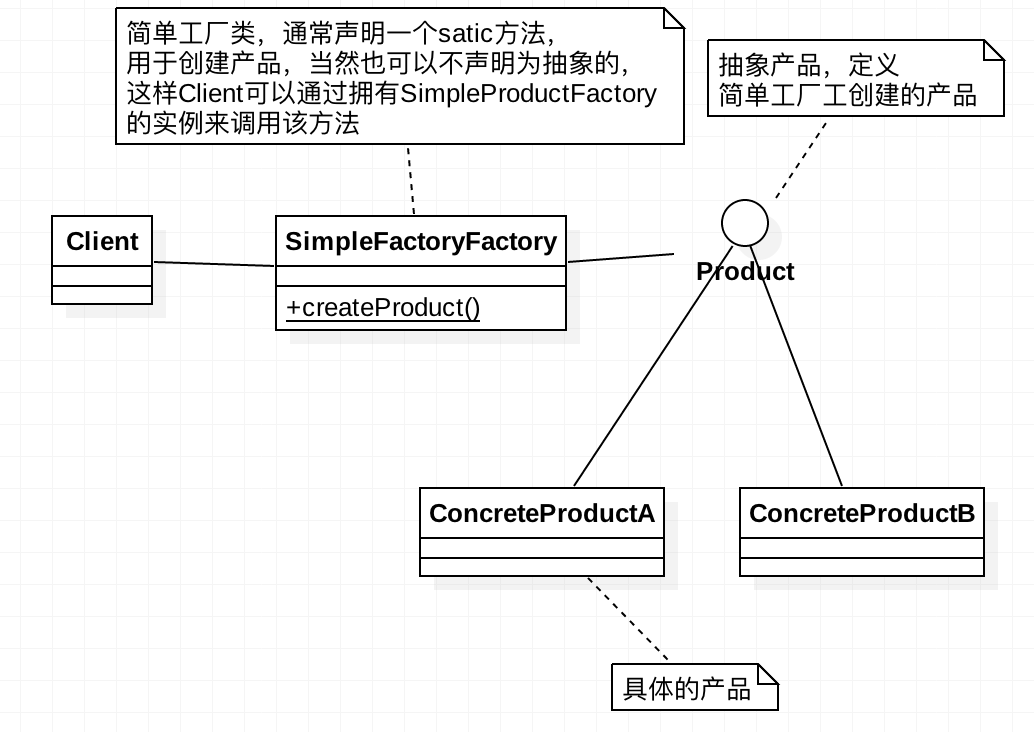 简单工厂类，通常声明一个satic方法，
用于创建产品，当然也可以不声明为抽象的，
这样Client可以通过拥有SimpleProductFactory
的实例来调用该方法
抽象产品，定义
简单工厂工创建的产品
Client
SimpleFactoryFactory
+createProduct()
Product
ConcreteProductA
ConcreteProductB
具体的产品